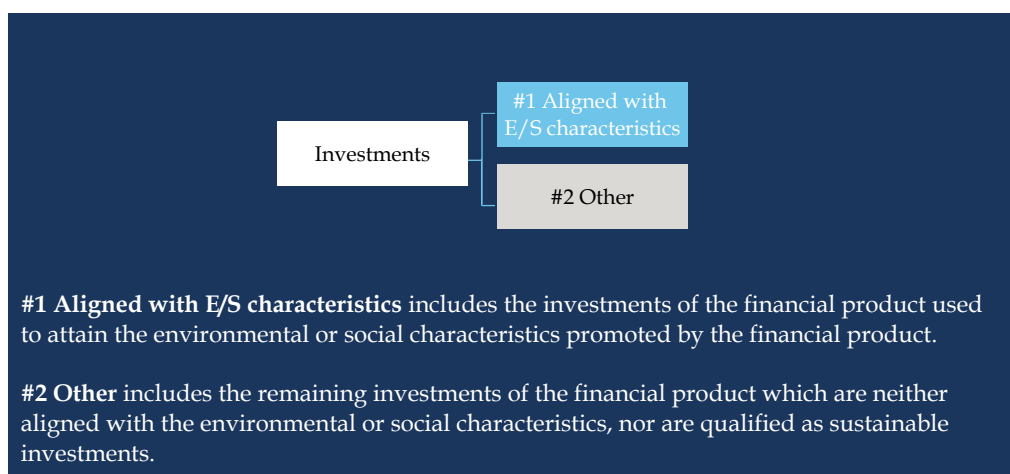 #1 Aligned with
E/S characteristics
Investments
#2 Other
#1 Aligned with E/S characteristics includes the investments of the financial product used
to attain the environmental or social characteristics promoted by the financial product.
#2 Other includes the remaining investments of the financial product which are neither
aligned with the environmental or social characteristics, nor are qualified as sustainable
investments.